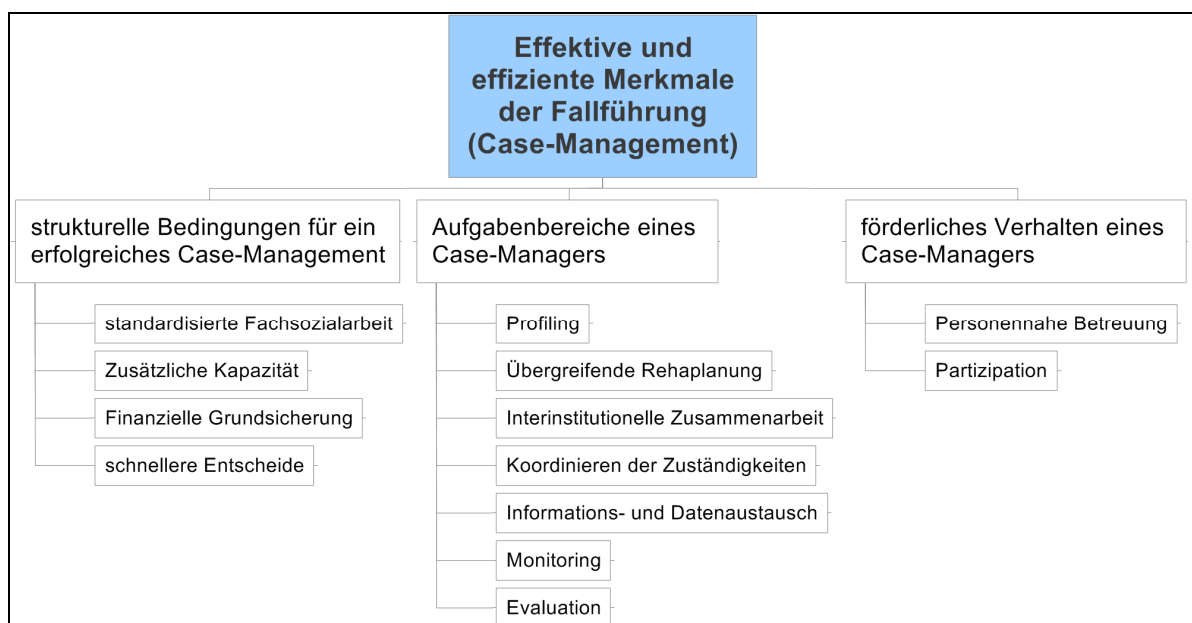 Effektive und
effiziente Merkmale
der Fallführung
(Case-Management)
strukturelle Bedingungen für ein
erfolgreiches Case-Management
standardisierte Fachsozialarbeit
Zusätzliche Kapazität
Finanzielle Grundsicherung
schnellere Entscheide
Aufgabenbereiche eines
Case-Managers
Profiling
Übergreifende Rehaplanung
Interinstitutionelle Zusammenarbeit
Koordinieren der Zuständigkeiten
Informations- und Datenaustausch
Monitoring
Evaluation
förderliches Verhalten eines
Case-Managers
Personennahe Betreuung
Partizipation